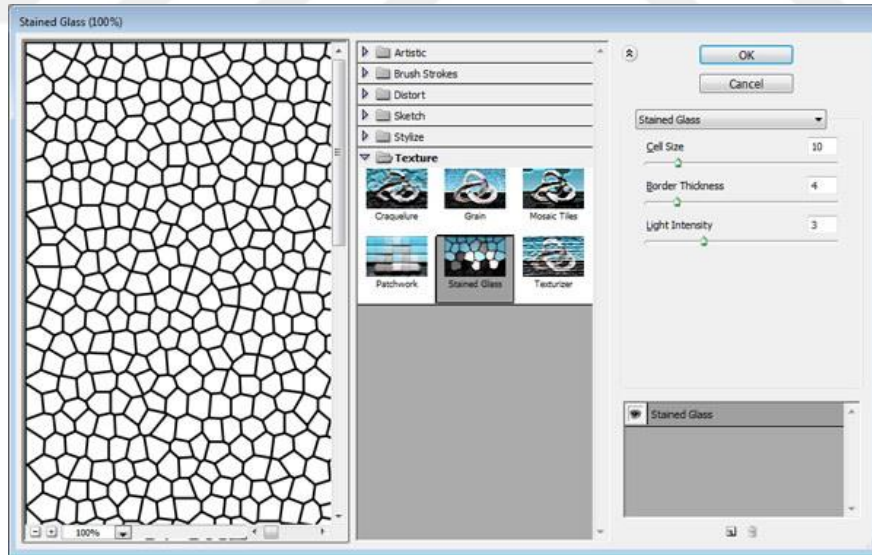 Stained Glass (100%)
Artistic
Brush Strokes
Distort
Sketch
Stylize
Texture
Craquelure Grain Mosaic Tiles
Patchwork Stained Glass Texturizer
100%
OK
Cancel
Stained Glass
Cell Size 10
Border Thickness 4
Light Intensity 3
Stained Glass